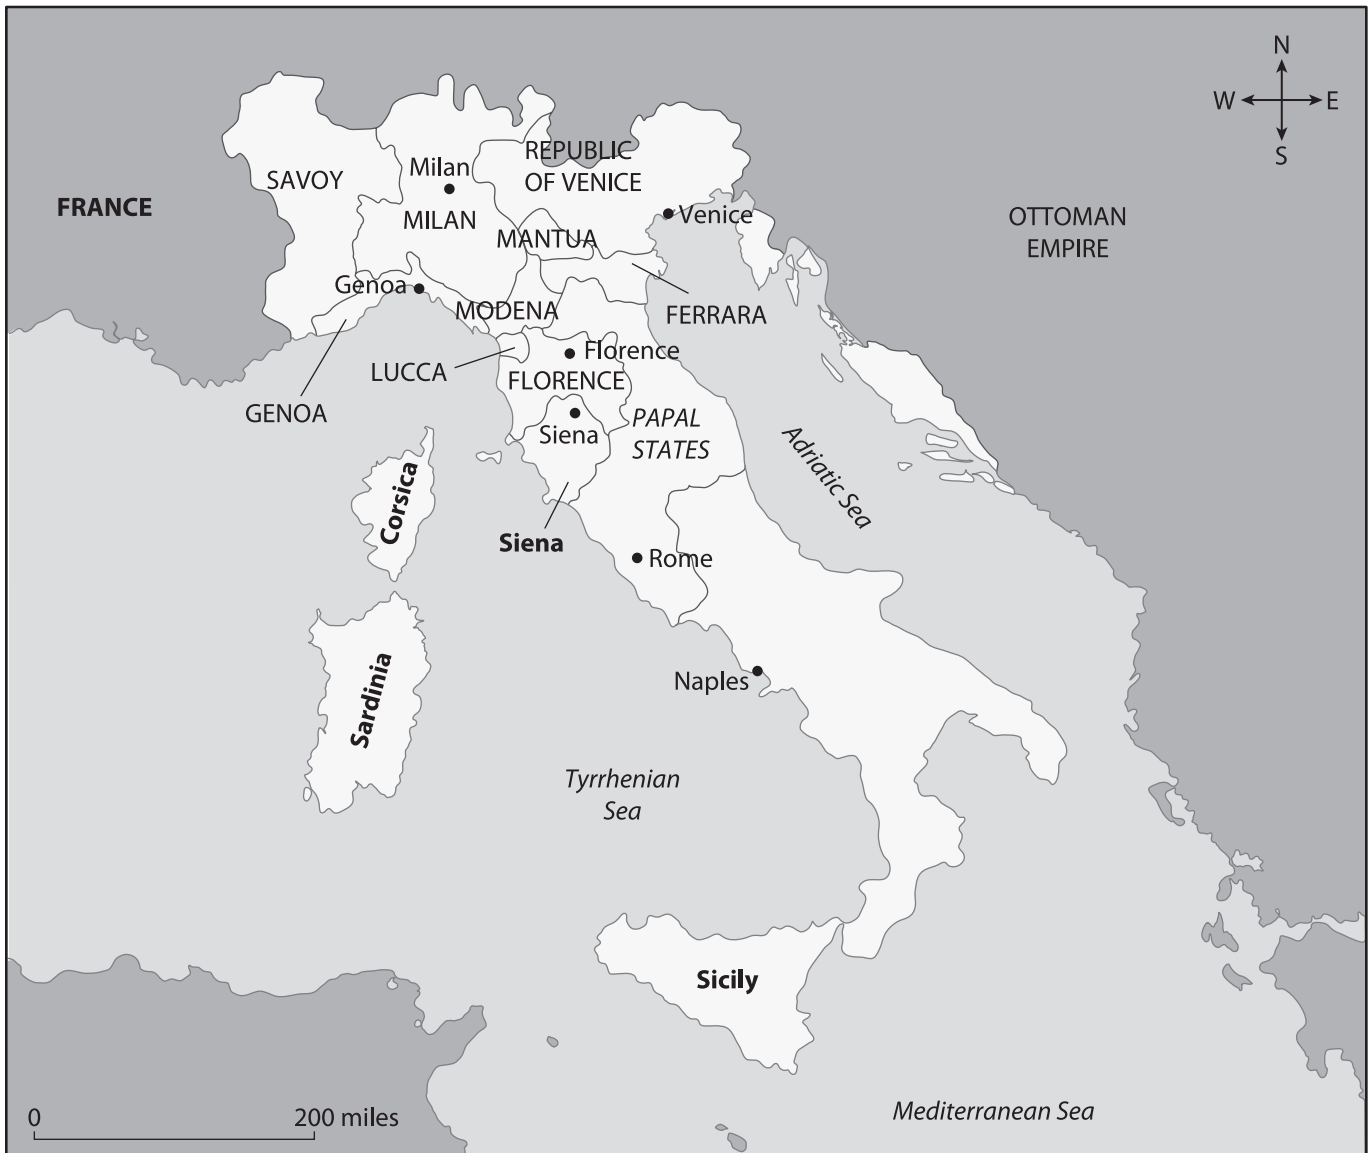 N
W E
S
REPUBLIC
OF VENICE
Milan
SAVOY
FRANCE
MILAN
Venice
OTTOMAN
EMPIRE
MANTUA
Genoa
MODENA
FERRARA
Florence
LUCCA
FLORENCE
GENOA
PAPAL
STATES
Siena
Adriatic Sea
Corsica
Siena
Rome
Naples
Sardinia
Tyrrhenian
Sea
Sicily
Mediterranean Sea
0 200 miles